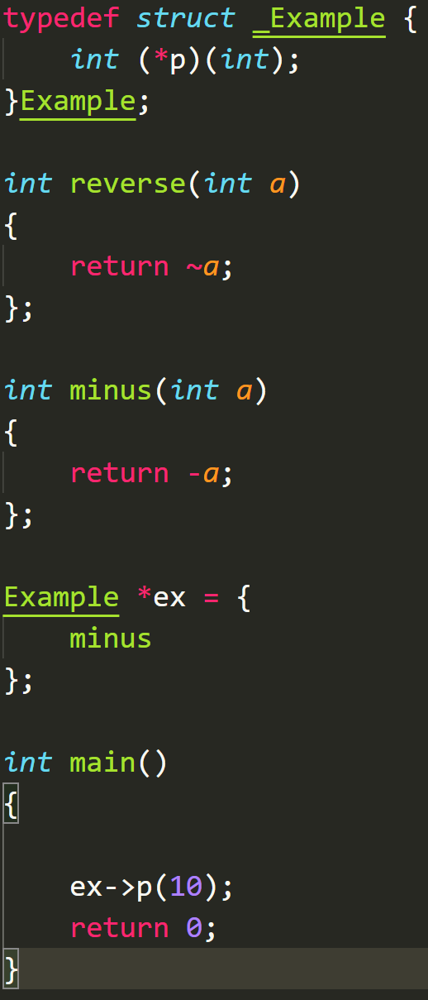 typedef struct _Example {
    int (*p)(int);
}Example;

int reverse(int a)
{
    return ~a;
};

int minus(int a)
{
    return -a;
};

Example *ex = {
    minus
};

int main()
{

    ex->p(10);
    return 0;
}